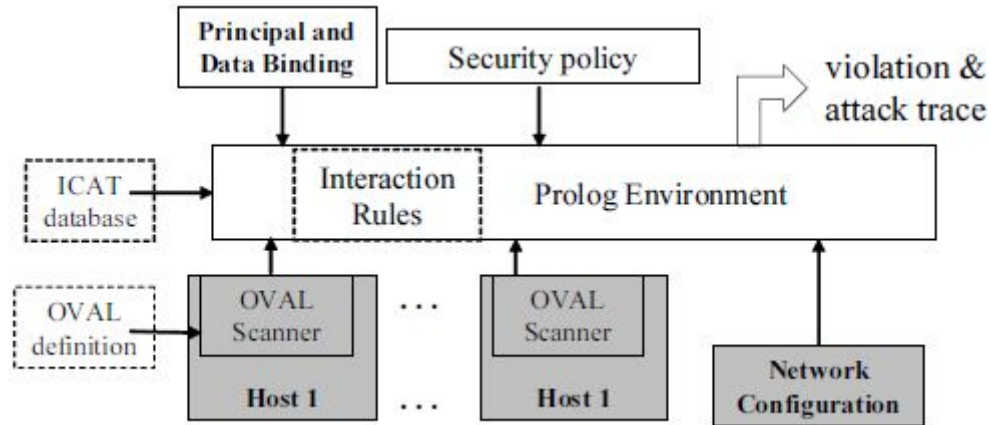 Principal and
Data Binding
Security policy
violation &
attack trace
ICAT
database
Interaction
Rules
Prolog Environment
OVAL
definition
OVAL
Scanner
Host 1
. . .
. . .
OVAL
Scanner
Host 1
Network
Configuration